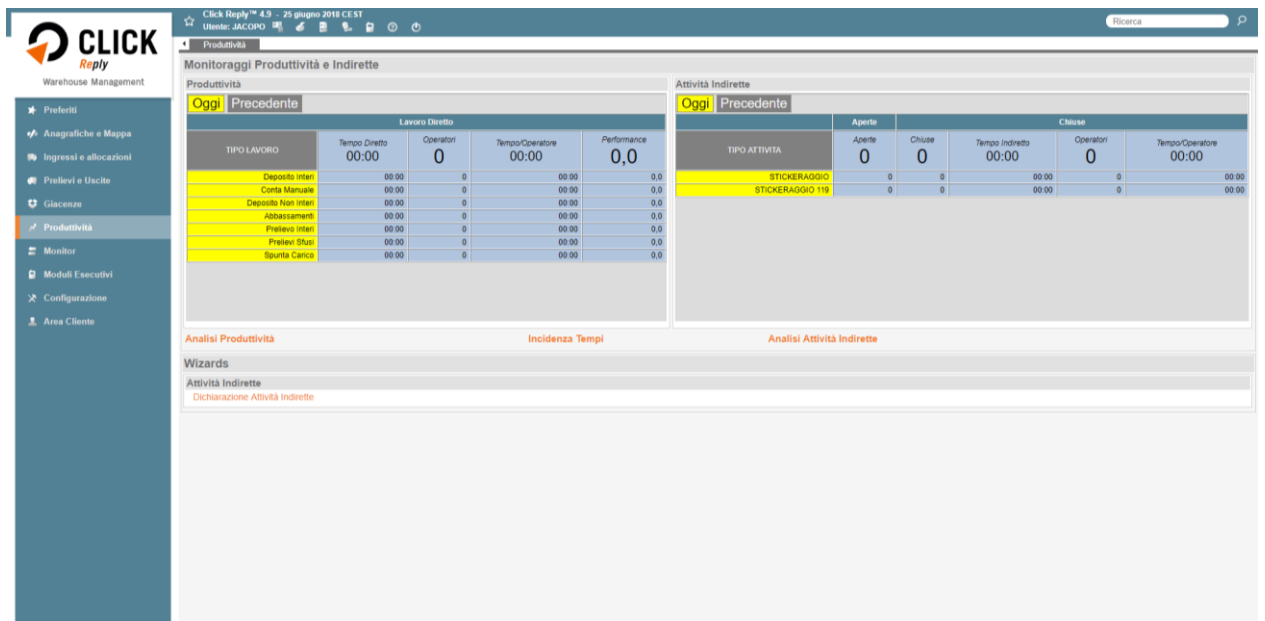 CLICK
Reply
Warehouse Management
Preferiti
Anagrafiche e Mappa
Ingressi e allocazioni
Prelievi e Uscite
Giacenze
Produttività
Monitor
Moduli Esecutivi
Configurazione
Area Cliente
Click Reply™ 4.9 - 25 giugno 2018 CEST
Utente: JACOPO
Ricerca
Produttività
Monitoraggi Produttività e Indirette
Produttività
Oggi Precedente
Lavoro Diretto
TIPO LAVORO Tempo Diretto Operatori Tempo/Operatore Performance
00:00 0 00:00 0,0
Deposito Interi 00:00 0 00:00 0,0
Conta Manuale 00:00 0 00:00 0,0
Deposito Non Interi 00:00 0 00:00 0,0
Abbassamenti 00:00 0 00:00 0,0
Prelievo Interi 00:00 0 00:00 0,0
Prelievi Sfusi 00:00 0 00:00 0,0
Spunta Carico 00:00 0 00:00 0,0
Attività Indirette
Oggi Precedente
Aperte Chiuse
TIPO ATTIVITA Aperte Chiuse Tempo Indiretto Operatori Tempo/Operatore
0 0 00:00 0 00:00
STICKERAGGIO 0 0 00:00 0 00:00
STICKERAGGIO 119 0 0 00:00 0 00:00
Analisi Produttività Incidenza Tempi Analisi Attività Indirette
Wizards
Attività Indirette
Dichiarazione Attività Indirette